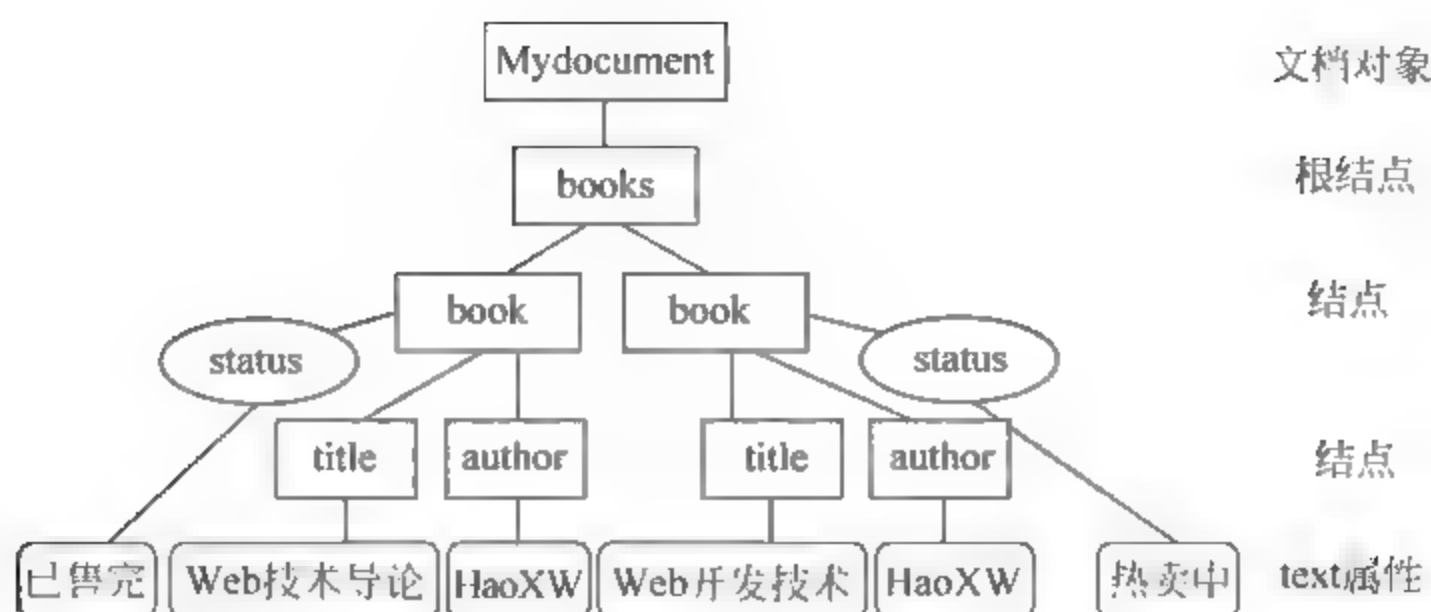 Mydocument 文档对象
books 根结点
book book 结点
status status
title author title author 结点
已售完 Web技术导论 HaoXW Web开发技术 HaoXW 热卖中 text属性